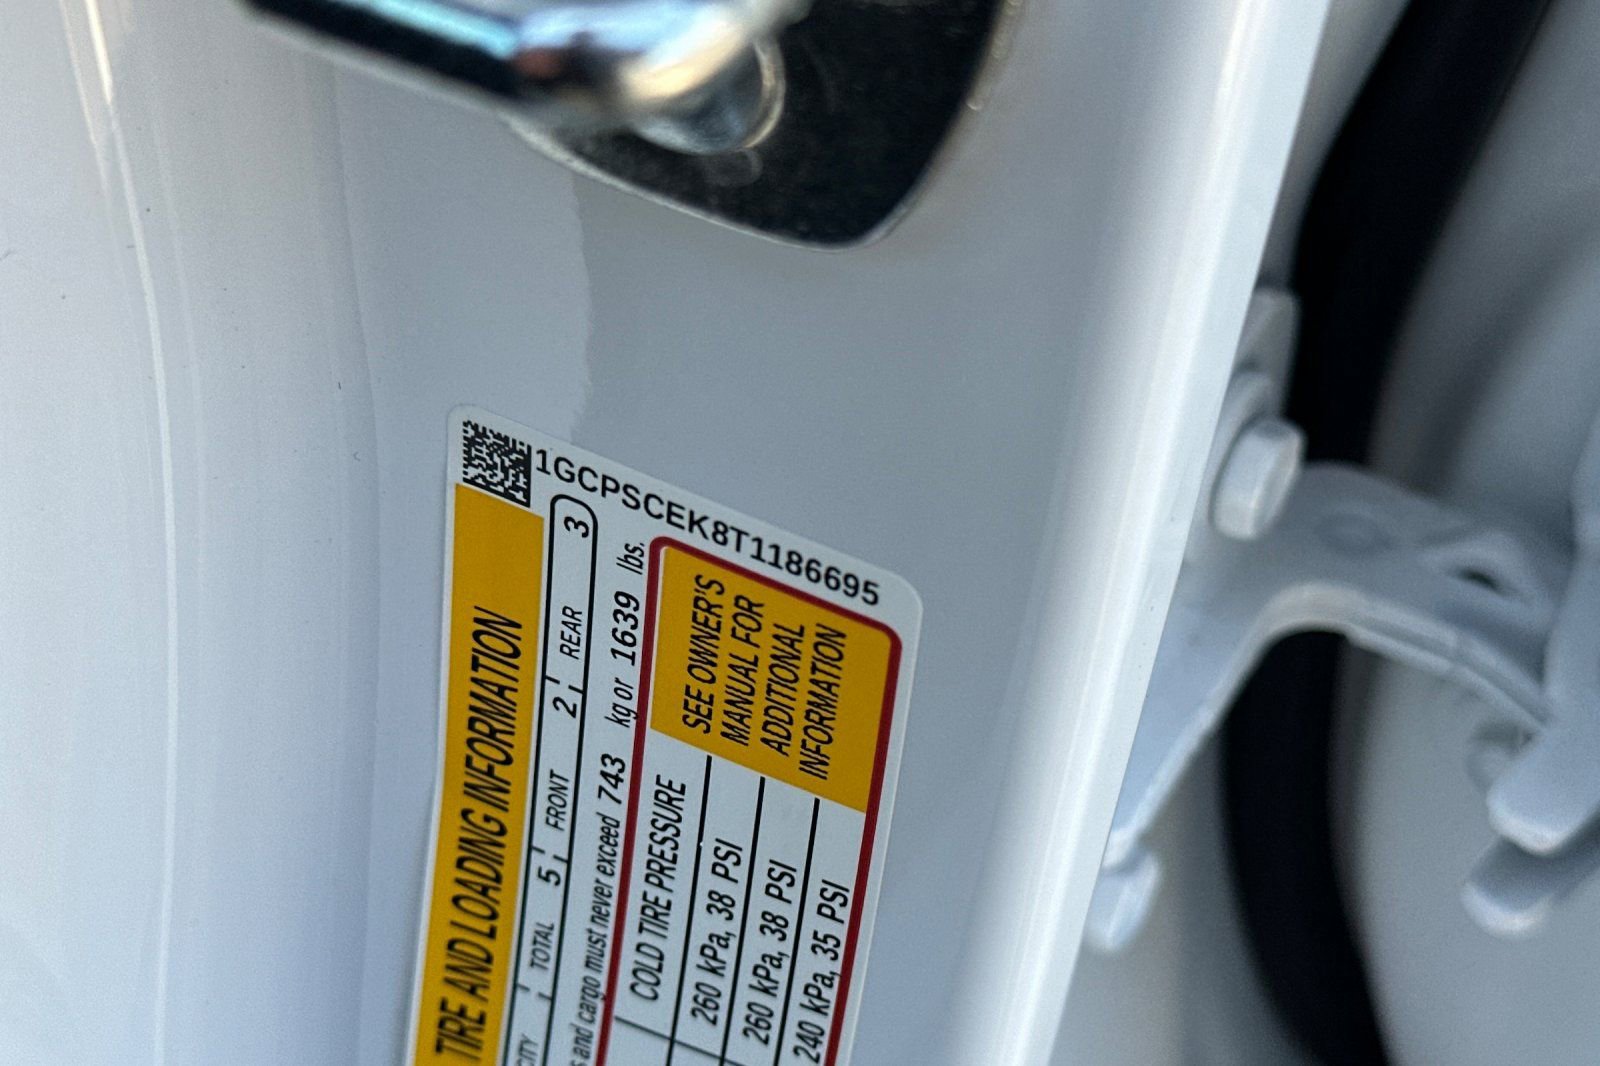 1GCPSCEK8T1186695
TIRE AND LOADING INFORMATION
TOTAL 5 FRONT 2 REAR 3
and cargo must never exceed 743 kg or 1639 lbs.
COLD TIRE PRESSURE
260 kPa, 38 PSI
260 kPa, 38 PSI
240 kPa, 35 PSI
SEE OWNER'S
MANUAL FOR
ADDITIONAL
INFORMATION